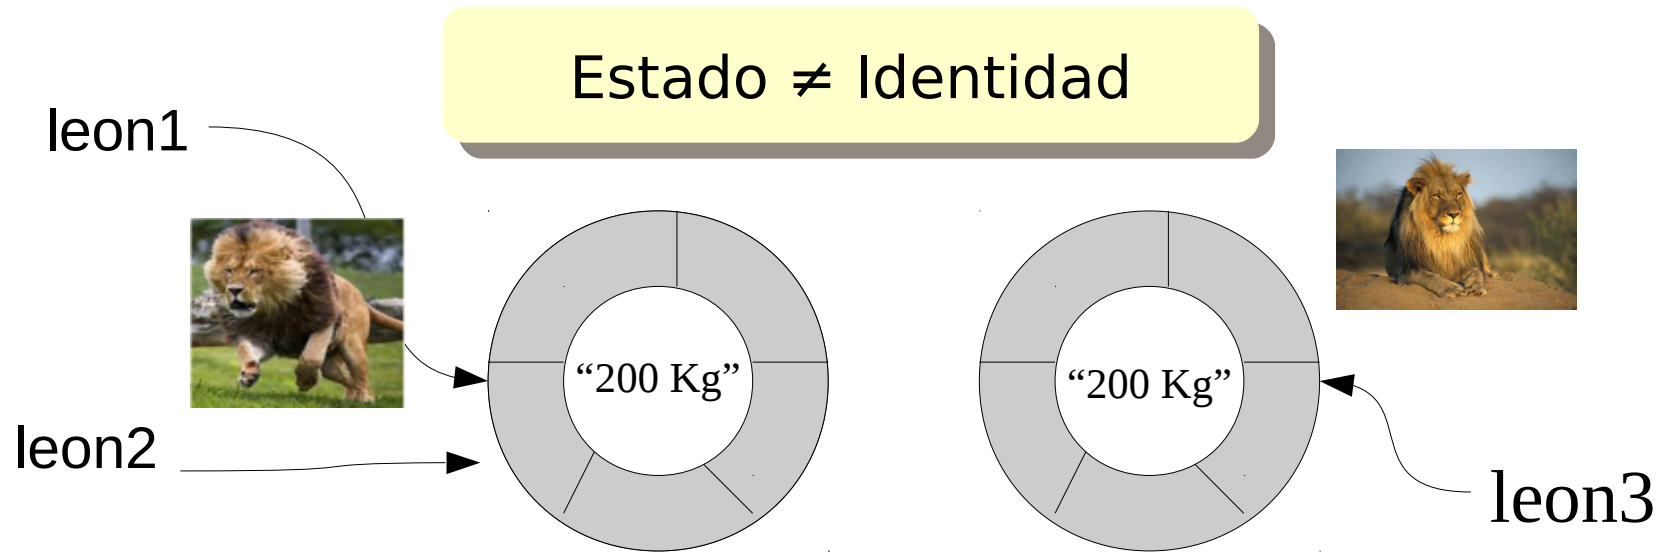 Estado ≠ Identidad
leon1
“200 Kg”
“200 Kg”
leon2
leon3